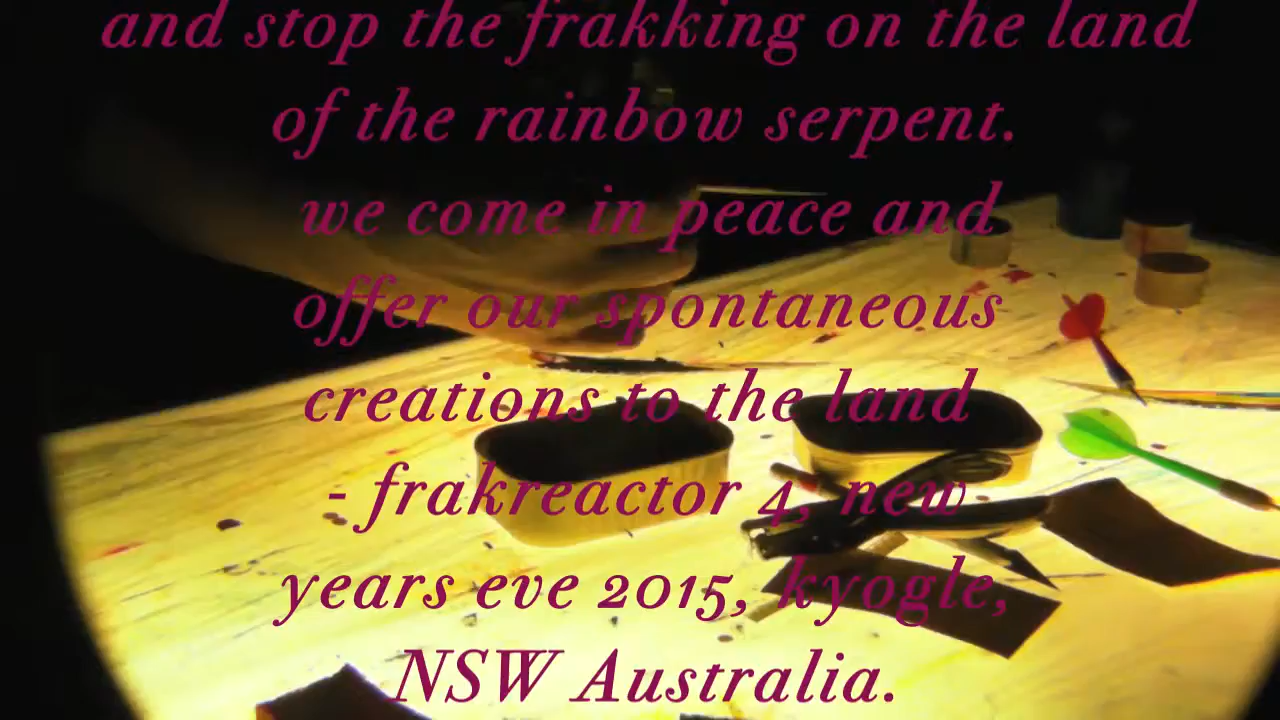 and stop the frakking on the land
of the rainbow serpent.
we come in peace and
offer our spontaneous
creations to the land
- frakreactor 4, new
years eve 2015, kyogle,
NSW Australia.